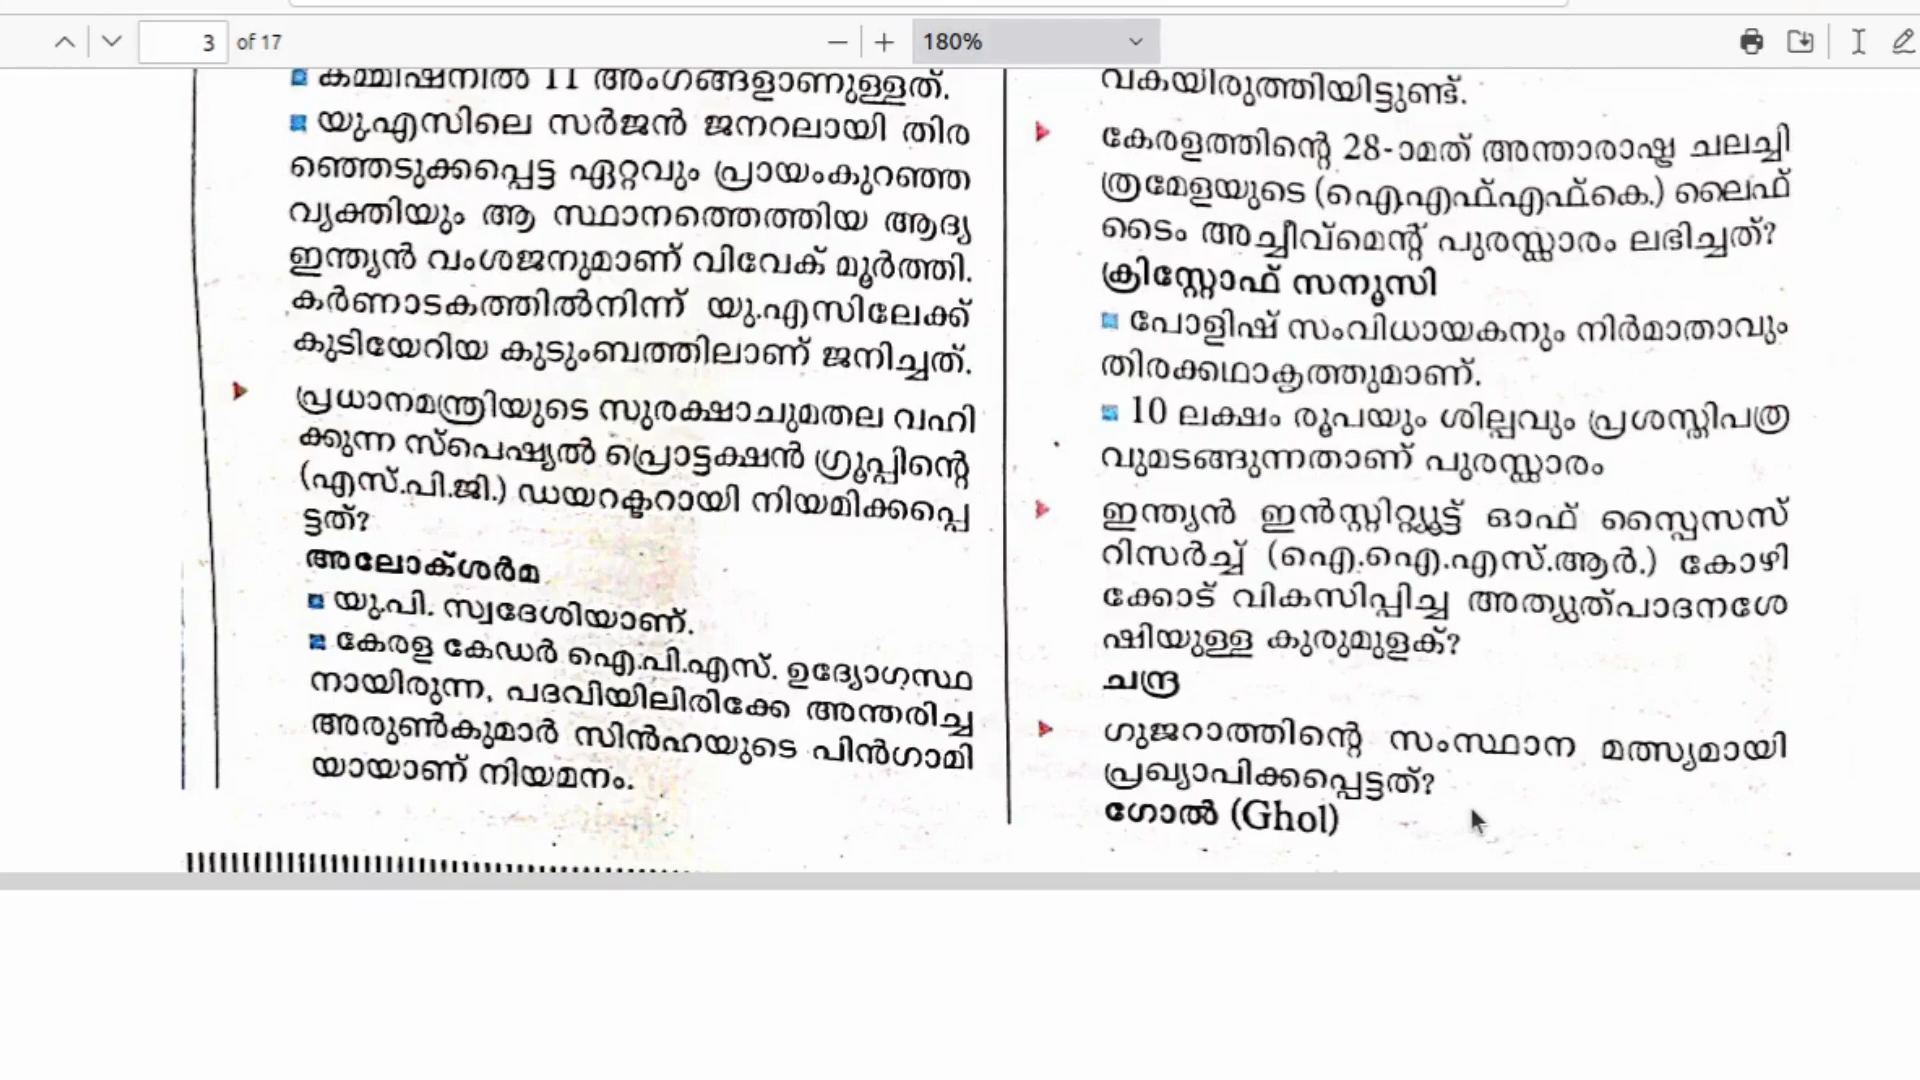 3 of 17
180%
കമ്മിഷനിൽ 11 അംഗങ്ങളാണുള്ളത്.
യു.എസിലെ സർജൻ ജനറലായി തിര
ഞ്ഞെടുക്കപ്പെട്ട ഏറ്റവും പ്രായംകുറഞ്ഞ
വ്യക്തിയും ആ സ്ഥാനത്തെത്തിയ ആദ്യ
ഇന്ത്യൻ വംശജനുമാണ് വിവേക് മൂർത്തി.
കർണാടകത്തിൽനിന്ന് യു.എസിലേക്ക്
കുടിയേറിയ കുടുംബത്തിലാണ് ജനിച്ചത്.
പ്രധാനമന്ത്രിയുടെ സുരക്ഷാചുമതല വഹി
ക്കുന്ന സ്പെഷ്യൽ പ്രൊട്ടക്ഷൻ ഗ്രൂപ്പിന്റെ
(എസ്.പി.ജി.) ഡയറക്ടറായി നിയമിക്കപ്പെ
ട്ടത്?
അലോക്ശർമ
യു.പി. സ്വദേശിയാണ്.
കേരള കേഡർ ഐ.പി.എസ്. ഉദ്യോഗസ്ഥ
നായിരുന്ന, പദവിയിലിരിക്കേ അന്തരിച്ച
അരുൺകുമാർ സിൻഹയുടെ പിൻഗാമി
യായാണ് നിയമനം.
വകയിരുത്തിയിട്ടുണ്ട്.
കേരളത്തിന്റെ 28-ാമത് അന്താരാഷ്ട്ര ചലച്ചി
ത്രമേളയുടെ (ഐഎഫ്എഫ്കെ.) ലൈഫ്
ടൈം അച്ചീവ്മെന്റ് പുരസ്കാരം ലഭിച്ചത്?
ക്രിസ്റ്റോഫ് സനൂസി
പോളിഷ് സംവിധായകനും നിർമാതാവും
തിരക്കഥാകൃത്തുമാണ്.
10 ലക്ഷം രൂപയും ശില്പവും പ്രശസ്തിപത്ര
വുമടങ്ങുന്നതാണ് പുരസ്കാരം
ഇന്ത്യൻ ഇൻസ്റ്റിറ്റ്യൂട്ട് ഓഫ് സ്പൈസസ്
റിസർച്ച് (ഐ.ഐ.എസ്.ആർ.) കോഴി
ക്കോട് വികസിപ്പിച്ച അത്യുത്പാദനശേ
ഷിയുള്ള കുരുമുളക്?
ചന്ദ്ര
ഗുജറാത്തിന്റെ സംസ്ഥാന മത്സ്യമായി
പ്രഖ്യാപിക്കപ്പെട്ടത്?
ഗോൽ (Ghol)